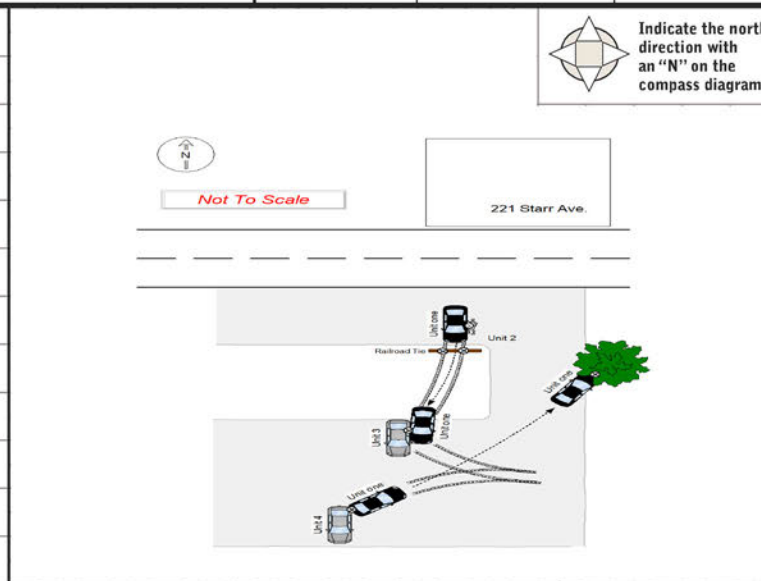 Indicate the north
direction with
an "N" on the
compass diagram
N
Not To Scale
221 Starr Ave.
Unit one
Unit 2
Railroad Tie
Unit one
Unit one
Unit 3
Unit one
Unit 4